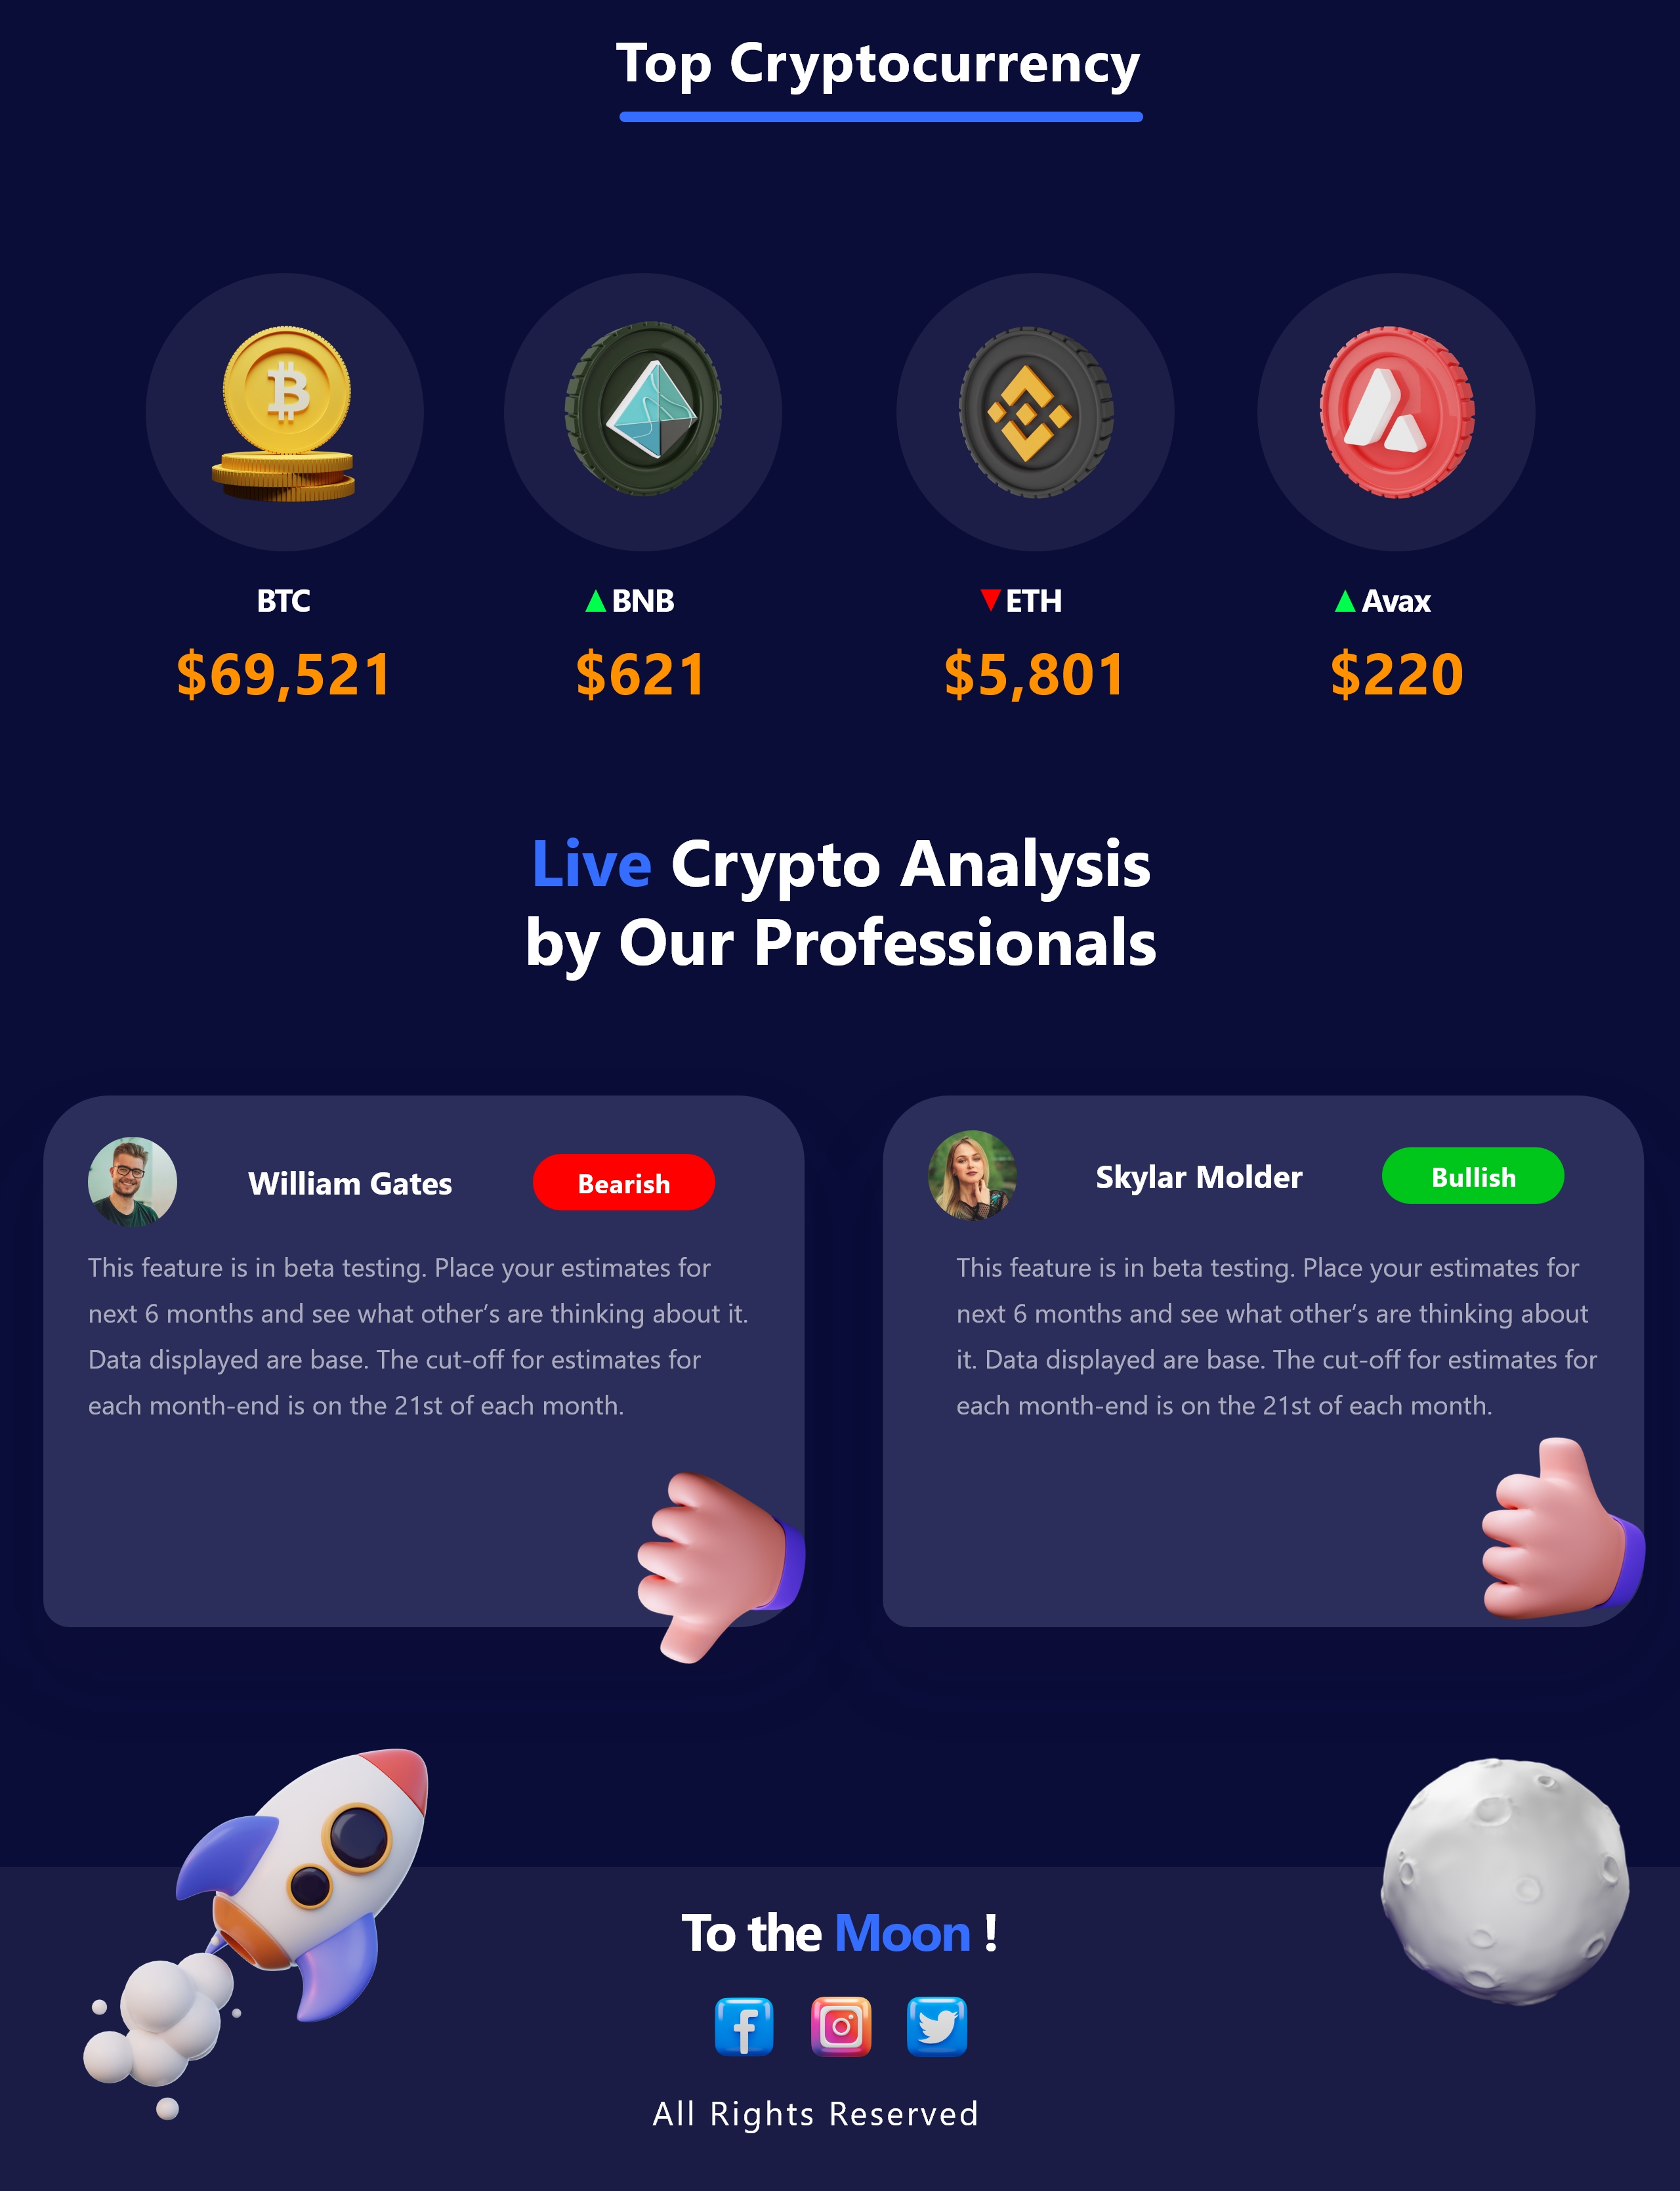 Top Cryptocurrency
BTC
BNB
ETH
Avax
$69,521
$621
$5,801
$220
Live Crypto Analysis
by Our Professionals
William Gates
Bearish
This feature is in beta testing. Place your estimates for
next 6 months and see what other’s are thinking about it.
Data displayed are base. The cut-off for estimates for
each month-end is on the 21st of each month.
Skylar Molder
Bullish
This feature is in beta testing. Place your estimates for
next 6 months and see what other’s are thinking about
it. Data displayed are base. The cut-off for estimates for
each month-end is on the 21st of each month.
To the Moon !
All Rights Reserved